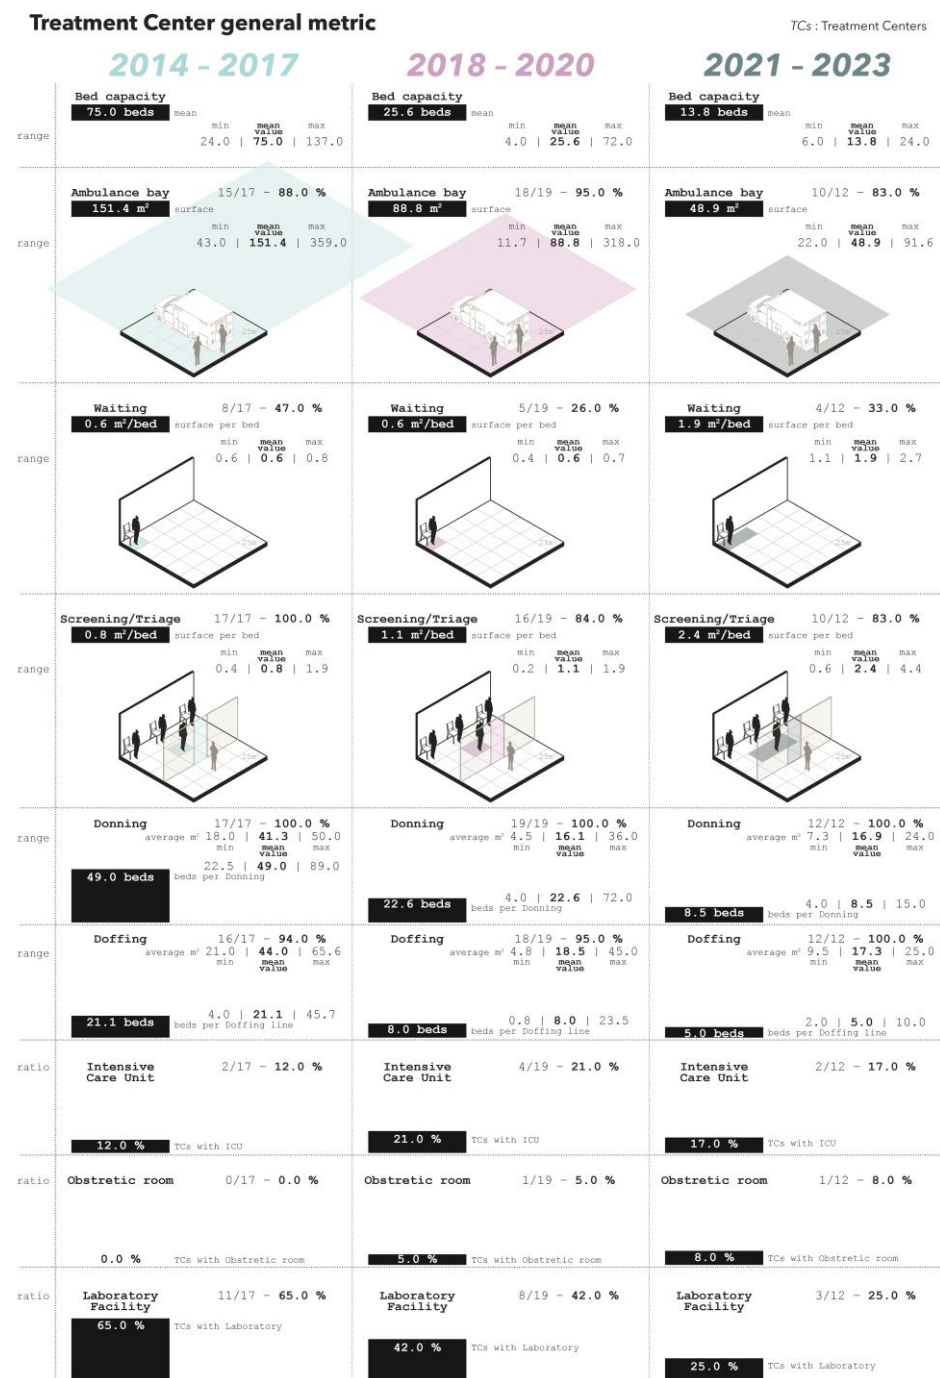 Treatment Center general metric
TCs : Treatment Centers
2014 - 2017
2018 - 2020
2021 - 2023
Bed capacity
75.0 beds mean
range
min mean value max
24.0 | 75.0 | 137.0
Bed capacity
25.6 beds mean
min mean value max
4.0 | 25.6 | 72.0
Bed capacity
13.8 beds mean
min mean value max
6.0 | 13.8 | 24.0
Ambulance bay 15/17 - 88.0 %
151.4 m² surface
range
min mean value max
43.0 | 151.4 | 359.0
25m²
Ambulance bay 18/19 - 95.0 %
88.8 m² surface
min mean value max
11.7 | 88.8 | 318.0
25m²
Ambulance bay 10/12 - 83.0 %
48.9 m² surface
min mean value max
22.0 | 48.9 | 91.6
25m²
Waiting 8/17 - 47.0 %
0.6 m²/bed surface per bed
range
min mean value max
0.6 | 0.6 | 0.8
25m²
Waiting 5/19 - 26.0 %
0.6 m²/bed surface per bed
min mean value max
0.4 | 0.6 | 0.7
25m²
Waiting 4/12 - 33.0 %
1.9 m²/bed surface per bed
min mean value max
1.1 | 1.9 | 2.7
25m²
Screening/Triage 17/17 - 100.0 %
0.8 m²/bed surface per bed
range
min mean value max
0.4 | 0.8 | 1.9
25m²
Screening/Triage 16/19 - 84.0 %
1.1 m²/bed surface per bed
min mean value max
0.2 | 1.1 | 1.9
25m²
Screening/Triage 10/12 - 83.0 %
2.4 m²/bed surface per bed
min mean value max
0.6 | 2.4 | 4.4
25m²
Donning 17/17 - 100.0 %
range
average m² 18.0 | 41.3 | 50.0
min mean value max
22.5 | 49.0 | 89.0
49.0 beds beds per Donning
Donning 19/19 - 100.0 %
average m² 4.5 | 16.1 | 36.0
min mean value max
4.0 | 22.6 | 72.0
22.6 beds beds per Donning
Donning 12/12 - 100.0 %
average m² 7.3 | 16.9 | 24.0
min mean value max
4.0 | 8.5 | 15.0
8.5 beds beds per Donning
Doffing 16/17 - 94.0 %
range
average m² 21.0 | 44.0 | 65.6
min mean value max
4.0 | 21.1 | 45.7
21.1 beds beds per Doffing line
Doffing 18/19 - 95.0 %
average m² 4.8 | 18.5 | 45.0
min mean value max
0.8 | 8.0 | 23.5
8.0 beds beds per Doffing line
Doffing 12/12 - 100.0 %
average m² 9.5 | 17.3 | 25.0
min mean value max
2.0 | 5.0 | 10.0
5.0 beds beds per Doffing line
ratio
Intensive Care Unit 2/17 - 12.0 %
12.0 % TCs with ICU
Intensive Care Unit 4/19 - 21.0 %
21.0 % TCs with ICU
Intensive Care Unit 2/12 - 17.0 %
17.0 % TCs with ICU
ratio
Obstretic room 0/17 - 0.0 %
0.0 % TCs with Obstretic room
Obstretic room 1/19 - 5.0 %
5.0 % TCs with Obstretic room
Obstretic room 1/12 - 8.0 %
8.0 % TCs with Obstretic room
ratio
Laboratory Facility 11/17 - 65.0 %
65.0 % TCs with Laboratory
Laboratory Facility 8/19 - 42.0 %
42.0 % TCs with Laboratory
Laboratory Facility 3/12 - 25.0 %
25.0 % TCs with Laboratory